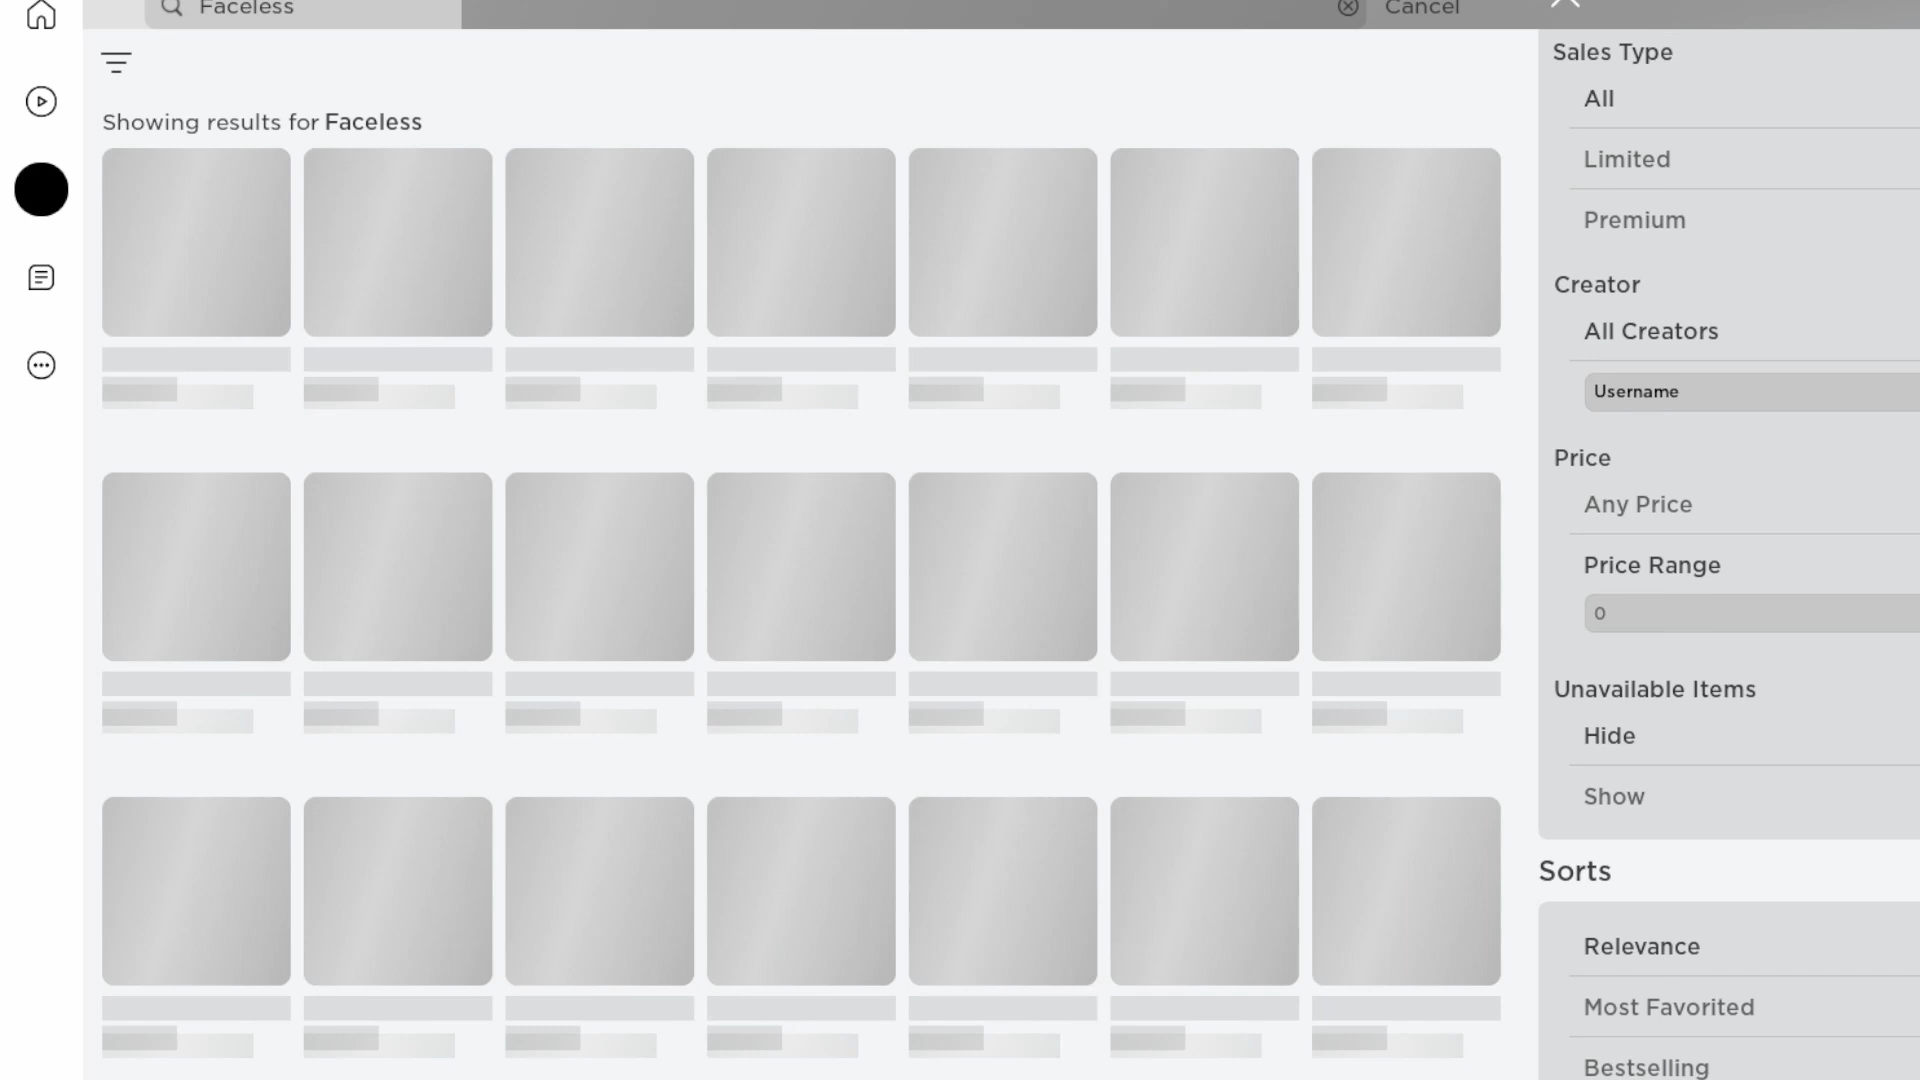 Faceless
Cancel
Showing results for Faceless
Sales Type
All
Limited
Premium
Creator
All Creators
Username
Price
Any Price
Price Range
0
Unavailable Items
Hide
Show
Sorts
Relevance
Most Favorited
Bestselling